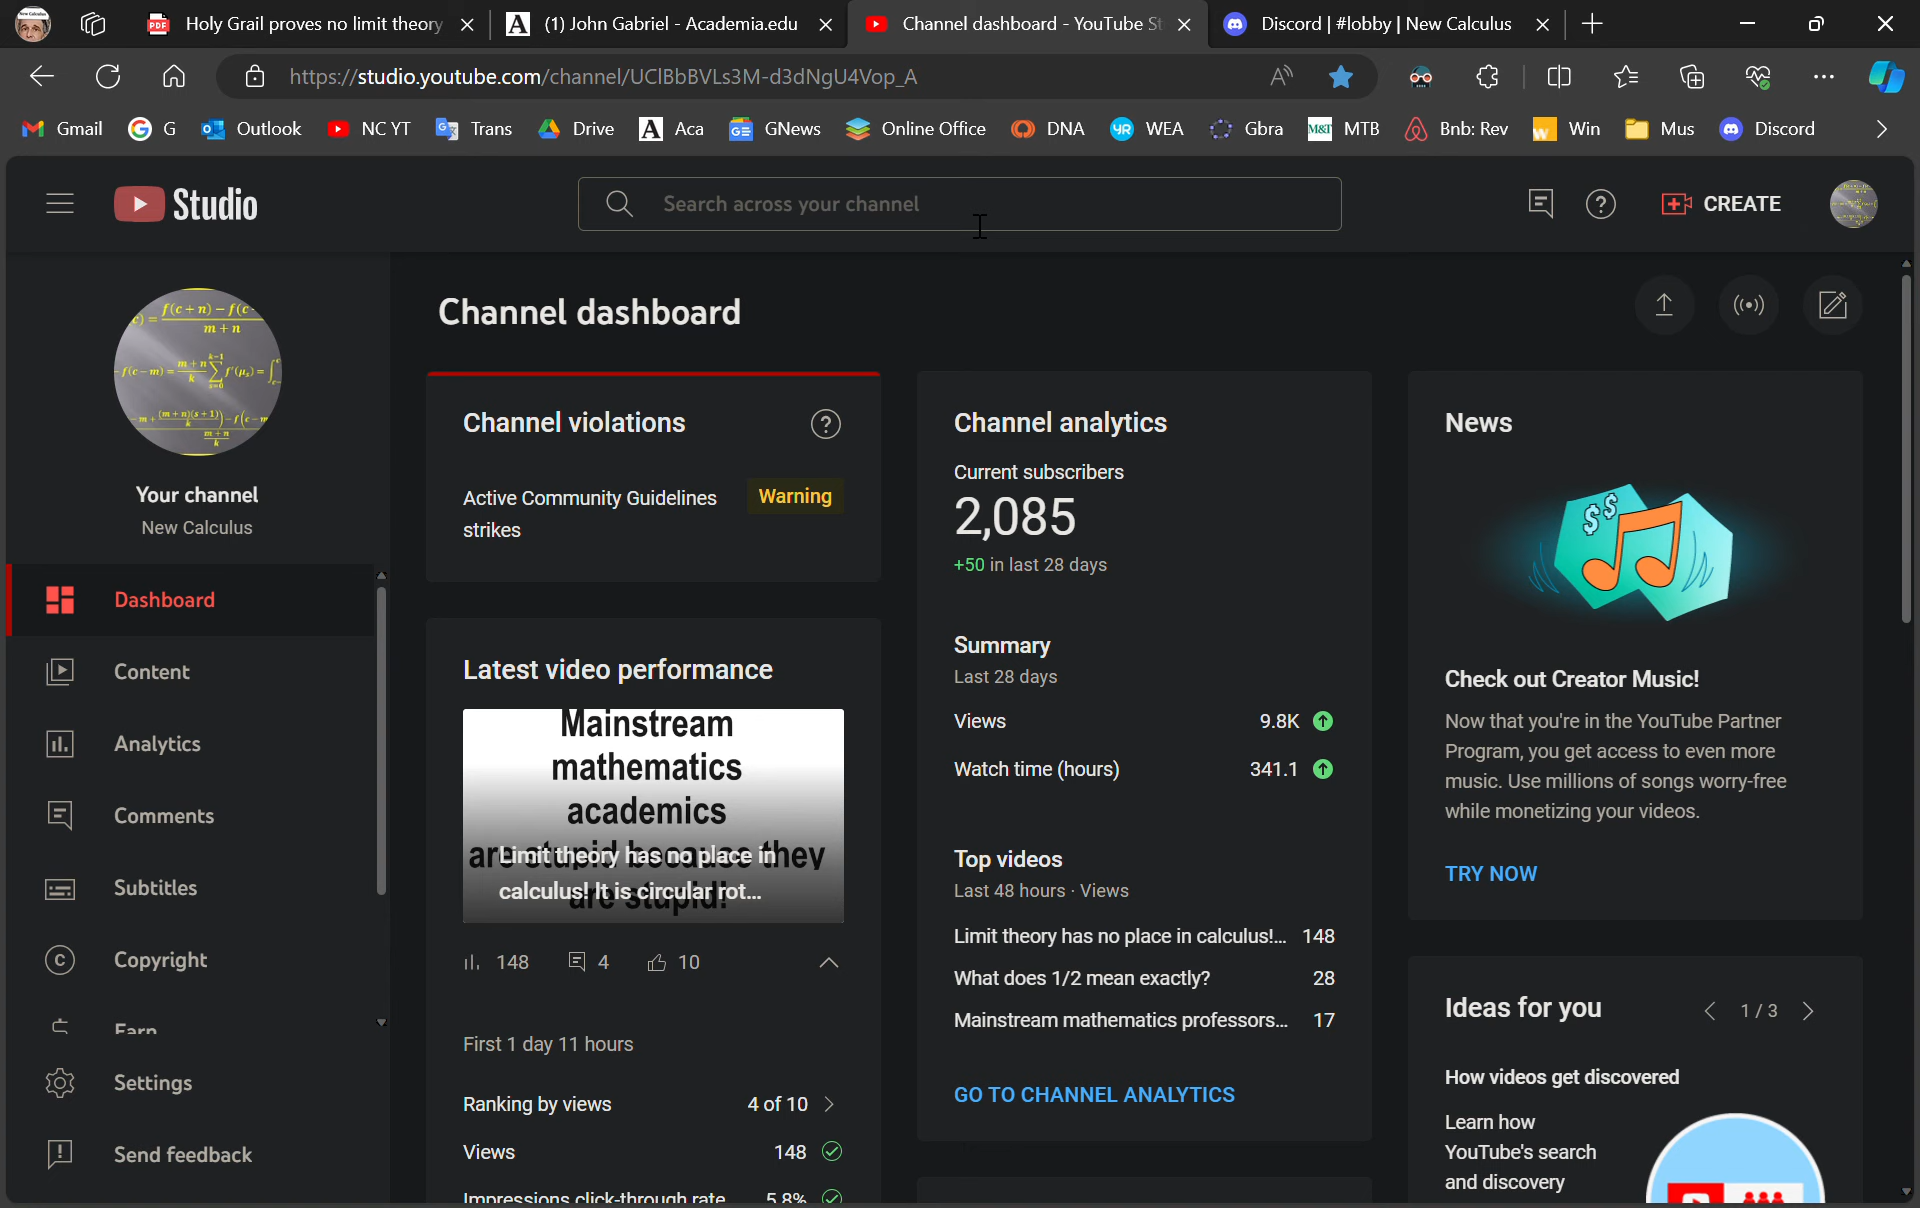 Holy Grail proves no limit theory
(1) John Gabriel - Academia.edu
Channel dashboard - YouTube St
Discord | #lobby | New Calculus
https://studio.youtube.com/channel/UClBbBVLs3M-d3dNgU4Vop_A
Gmail
G
Outlook
NC YT
Trans
Drive
Aca
GNews
Online Office
DNA
WEA
Gbra
MTB
Bnb: Rev
Win
Mus
Discord
Studio
Search across your channel
CREATE
Your channel
New Calculus
Dashboard
Content
Analytics
Comments
Subtitles
Copyright
Earn
Settings
Send feedback
Channel dashboard
Channel violations
Active Community Guidelines
strikes
Warning
Latest video performance
Mainstream
mathematics
academics
are stupid because they
are stupid!
Limit theory has no place in
calculus! It is circular rot...
148 4 10
First 1 day 11 hours
Ranking by views 4 of 10
Views 148
Impressions click-through rate 5.8%
Channel analytics
Current subscribers
2,085
+50 in last 28 days
Summary
Last 28 days
Views 9.8K
Watch time (hours) 341.1
Top videos
Last 48 hours · Views
Limit theory has no place in calculus!... 148
What does 1/2 mean exactly? 28
Mainstream mathematics professors... 17
GO TO CHANNEL ANALYTICS
News
Check out Creator Music!
Now that you're in the YouTube Partner
Program, you get access to even more
music. Use millions of songs worry-free
while monetizing your videos.
TRY NOW
Ideas for you
1 / 3
How videos get discovered
Learn how
YouTube's search
and discovery